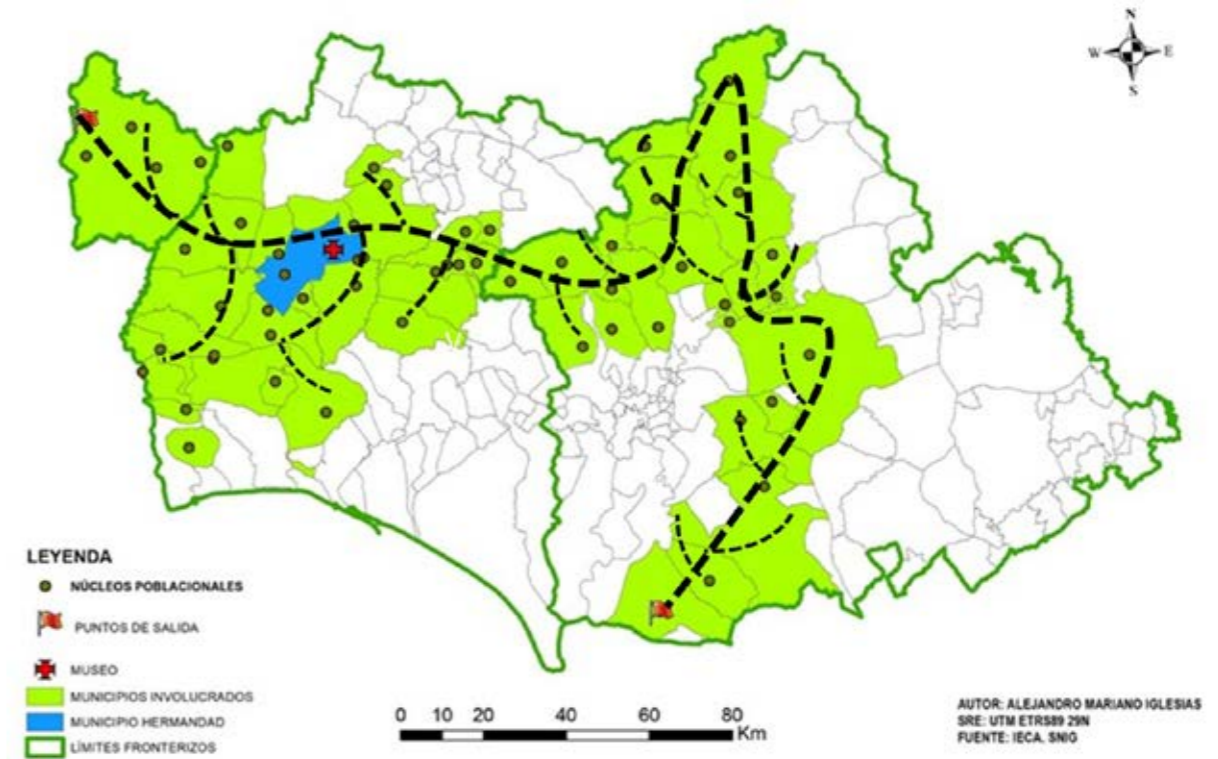 N
W E
S
LEYENDA
NÚCLEOS POBLACIONALES
PUNTOS DE SALIDA
MUSEO
MUNICIPIOS INVOLUCRADOS
MUNICIPIO HERMANDAD
LÍMITES FRONTERIZOS
0 10 20 40 60 80
Km
AUTOR: ALEJANDRO MARIANO IGLESIAS
SRE: UTM ETRS89 29N
FUENTE: IECA. SNIG